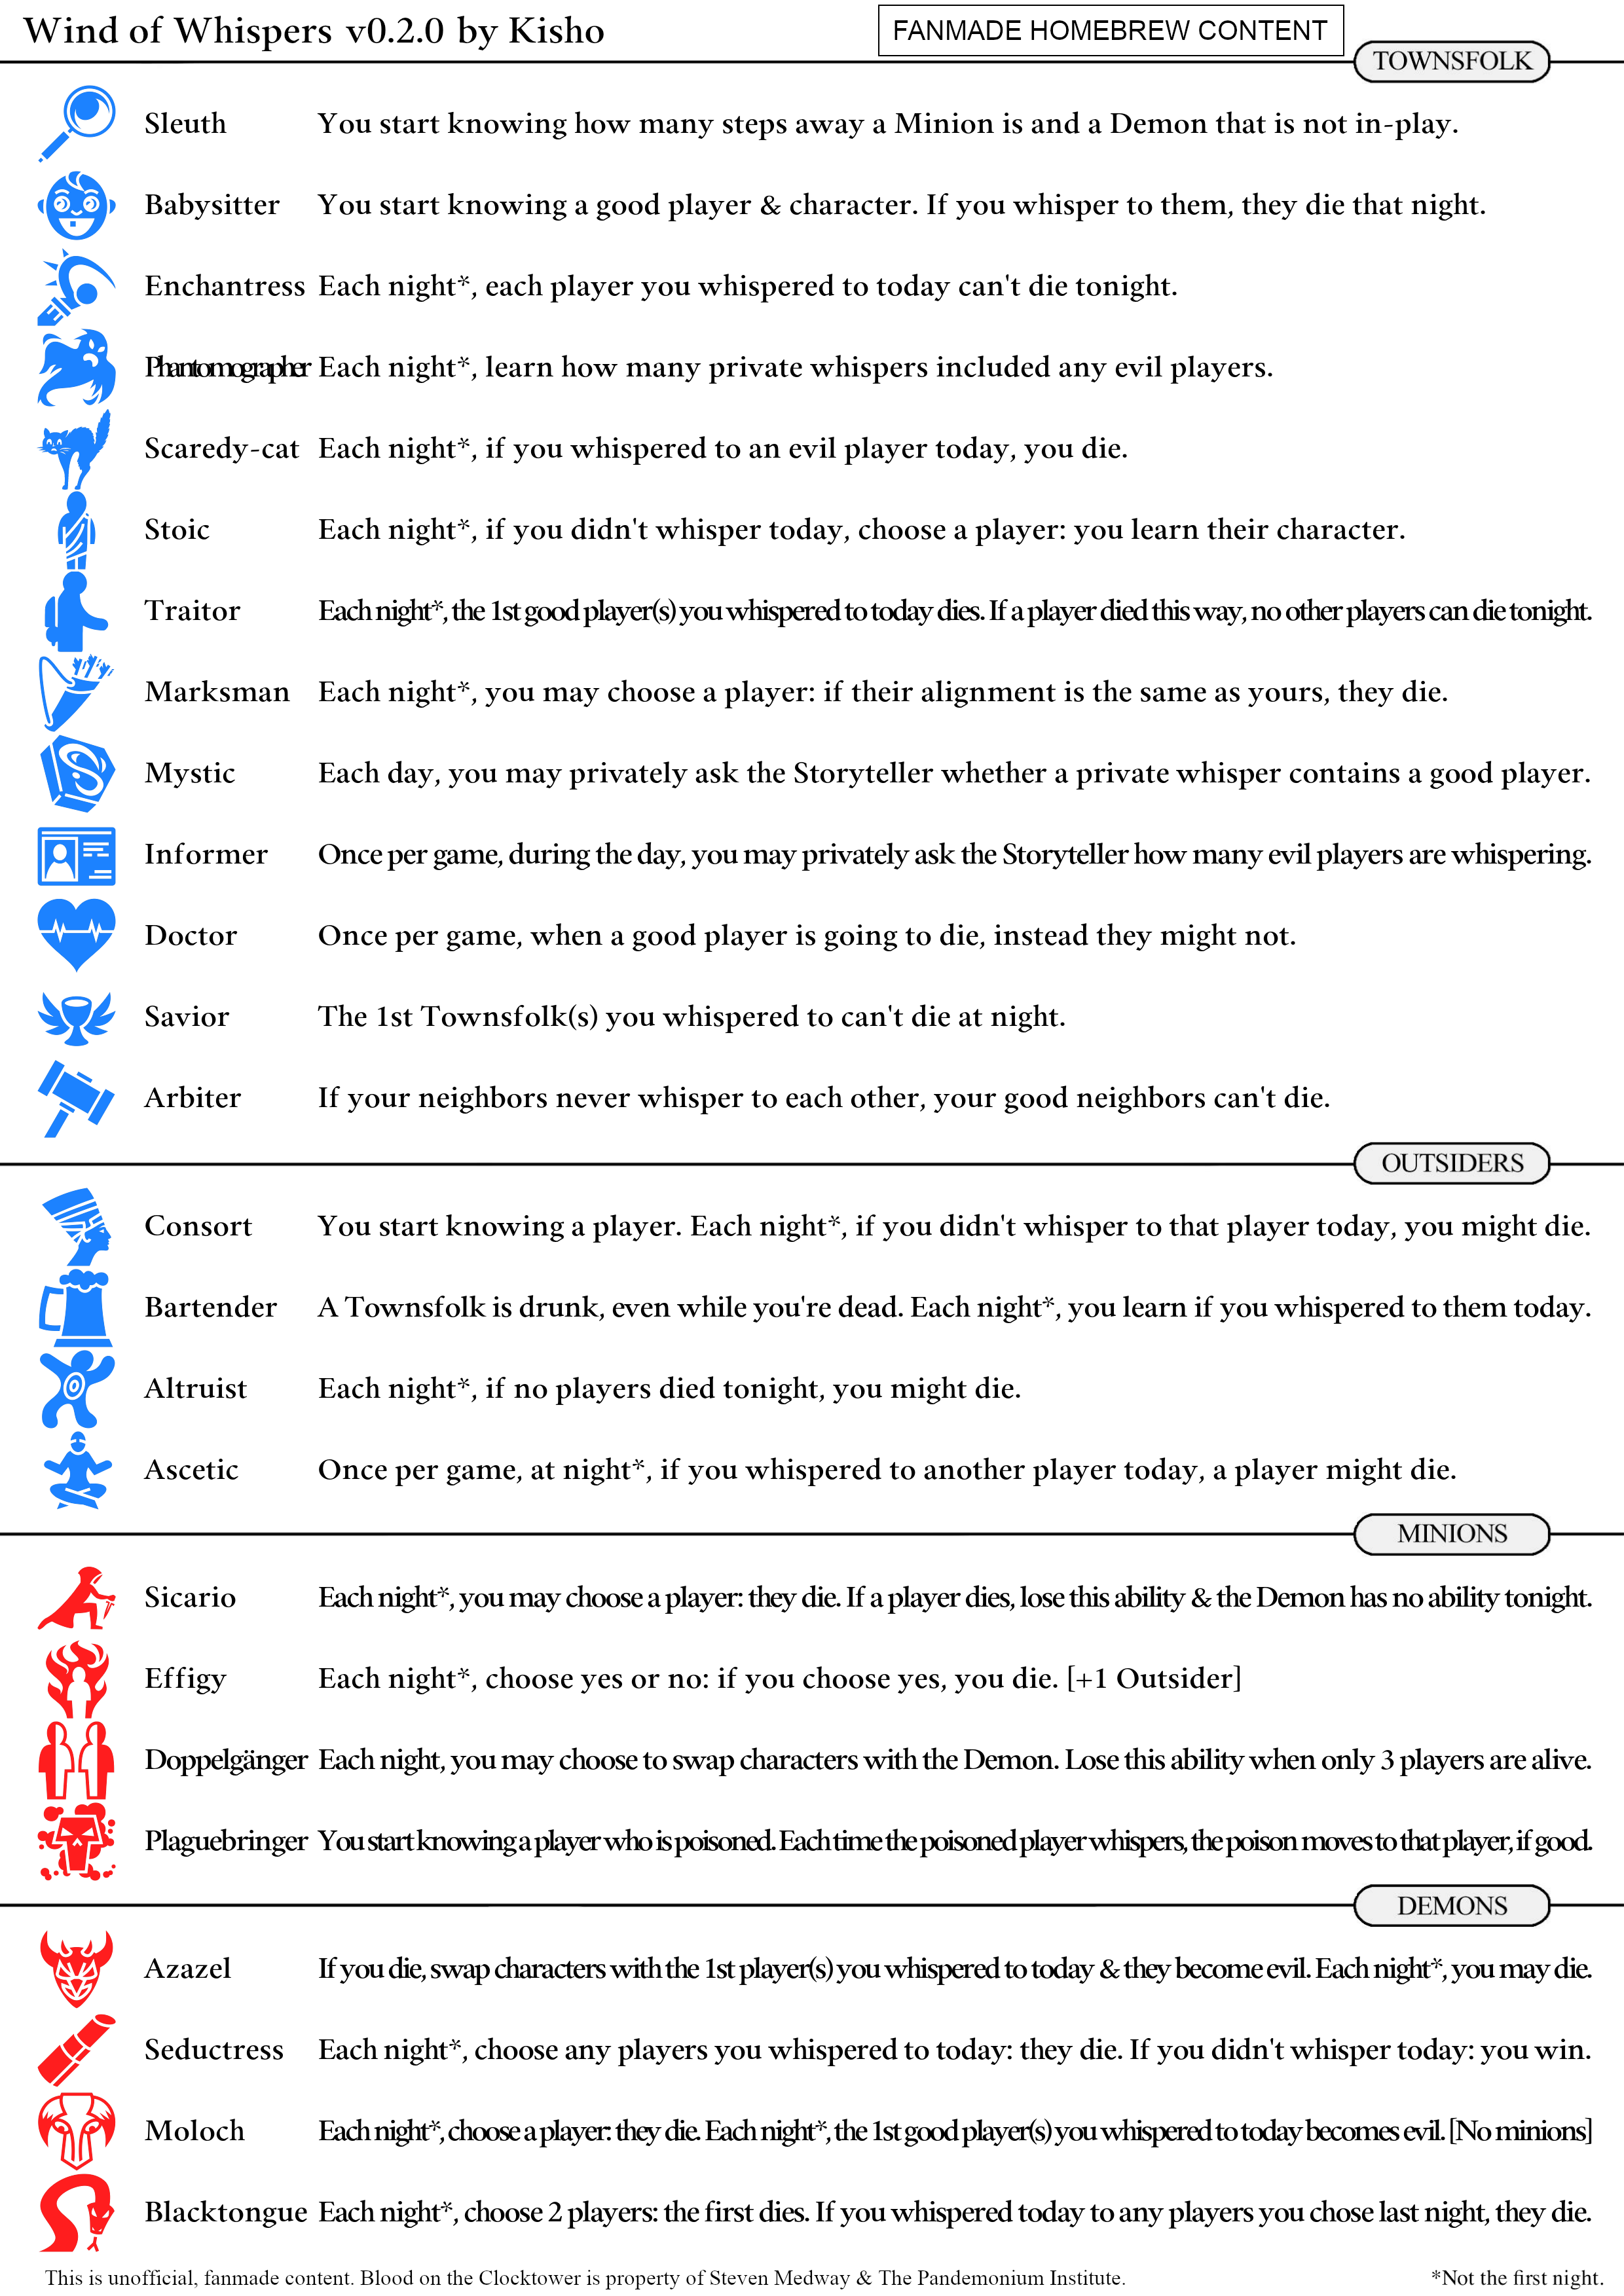 Wind of Whispers v0.2.0 by Kisho
FANMADE HOMEBREW CONTENT
TOWNSFOLK
Sleuth You start knowing how many steps away a Minion is and a Demon that is not in-play.
Babysitter You start knowing a good player & character. If you whisper to them, they die that night.
Enchantress Each night*, each player you whispered to today can't die tonight.
Phantomographer Each night*, learn how many private whispers included any evil players.
Scaredy-cat Each night*, if you whispered to an evil player today, you die.
Stoic Each night*, if you didn't whisper today, choose a player: you learn their character.
Traitor Each night*, the 1st good player(s) you whispered to today dies. If a player died this way, no other players can die tonight.
Marksman Each night*, you may choose a player: if their alignment is the same as yours, they die.
Mystic Each day, you may privately ask the Storyteller whether a private whisper contains a good player.
Informer Once per game, during the day, you may privately ask the Storyteller how many evil players are whispering.
Doctor Once per game, when a good player is going to die, instead they might not.
Savior The 1st Townsfolk(s) you whispered to can't die at night.
Arbiter If your neighbors never whisper to each other, your good neighbors can't die.
OUTSIDERS
Consort You start knowing a player. Each night*, if you didn't whisper to that player today, you might die.
Bartender A Townsfolk is drunk, even while you're dead. Each night*, you learn if you whispered to them today.
Altruist Each night*, if no players died tonight, you might die.
Ascetic Once per game, at night*, if you whispered to another player today, a player might die.
MINIONS
Sicario Each night*, you may choose a player: they die. If a player dies, lose this ability & the Demon has no ability tonight.
Effigy Each night*, choose yes or no: if you choose yes, you die. [+1 Outsider]
Doppelgänger Each night, you may choose to swap characters with the Demon. Lose this ability when only 3 players are alive.
Plaguebringer You start knowing a player who is poisoned. Each time the poisoned player whispers, the poison moves to that player, if good.
DEMONS
Azazel If you die, swap characters with the 1st player(s) you whispered to today & they become evil. Each night*, you may die.
Seductress Each night*, choose any players you whispered to today: they die. If you didn't whisper today: you win.
Moloch Each night*, choose a player: they die. Each night*, the 1st good player(s) you whispered to today becomes evil. [No minions]
Blacktongue Each night*, choose 2 players: the first dies. If you whispered today to any players you chose last night, they die.
This is unofficial, fanmade content. Blood on the Clocktower is property of Steven Medway & The Pandemonium Institute.
*Not the first night.